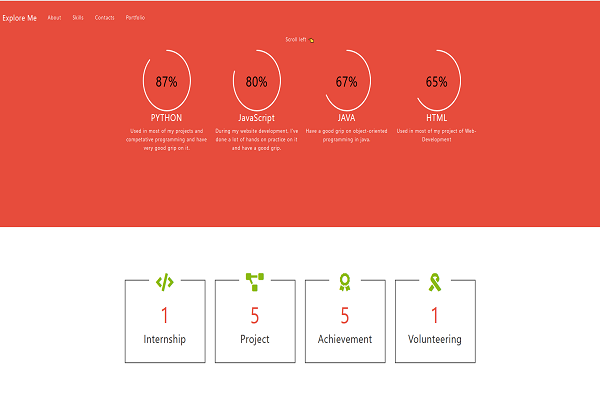 Explore Me About Skills Contacts Portfolio
Scroll left
87% 80% 67% 65%
PYTHON JavaScript JAVA HTML
Used in most of my projects and During my website development, I've Have a good grip on object-oriented Used in most of my project of Web-
competative programming and have done a lot of hands on practice on it programming in java Development
very good grip on it. and have a good grip.
1 5 5 1
Internship Project Achievement Volunteering